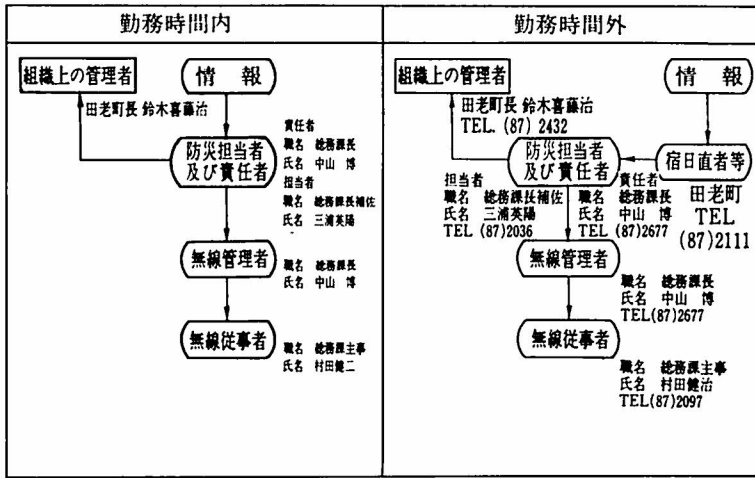 勤務時間内
組織上の管理者
情報
田老町長 鈴木喜藤治
防災担当者
及び責任者
責任者
職名 総務課長
氏名 中山 博
担当者
職名 総務課長補佐
氏名 三浦英陽
無線管理者
職名 総務課長
氏名 中山 博
無線従事者
職名 総務課主事
氏名 村田健二
勤務時間外
組織上の管理者
情報
田老町長 鈴木喜藤治
TEL. (87) 2432
防災担当者
及び責任者
宿日直者等
田老町
TEL
(87)2111
担当者
職名 総務課長補佐
氏名 三浦英陽
TEL (87)2036
責任者
職名 総務課長
氏名 中山 博
TEL(87)2677
無線管理者
職名 総務課長
氏名 中山 博
TEL(87)2677
無線従事者
職名 総務課主事
氏名 村田健治
TEL(87)2097